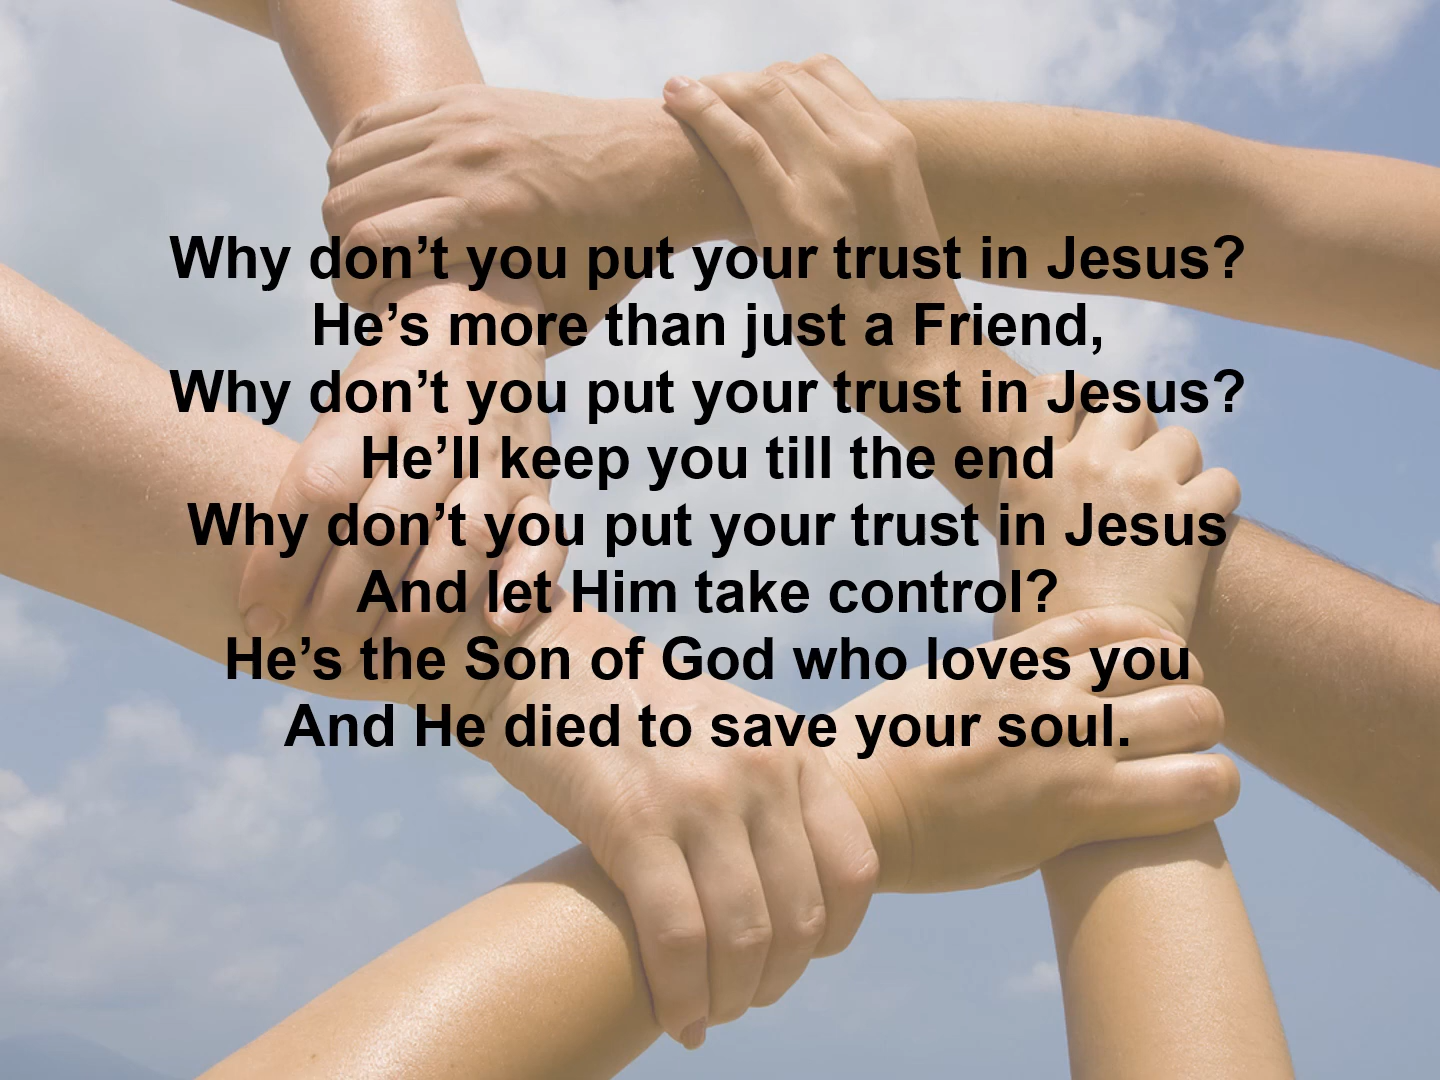 Why don’t you put your trust in Jesus?
He’s more than just a Friend,
Why don’t you put your trust in Jesus?
He’ll keep you till the end
Why don’t you put your trust in Jesus
And let Him take control?
He’s the Son of God who loves you
And He died to save your soul.